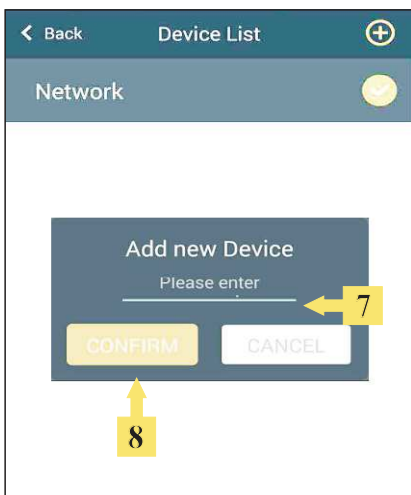 Back Device List
Network
Add new Device
Please enter
7
CONFIRM CANCEL
8